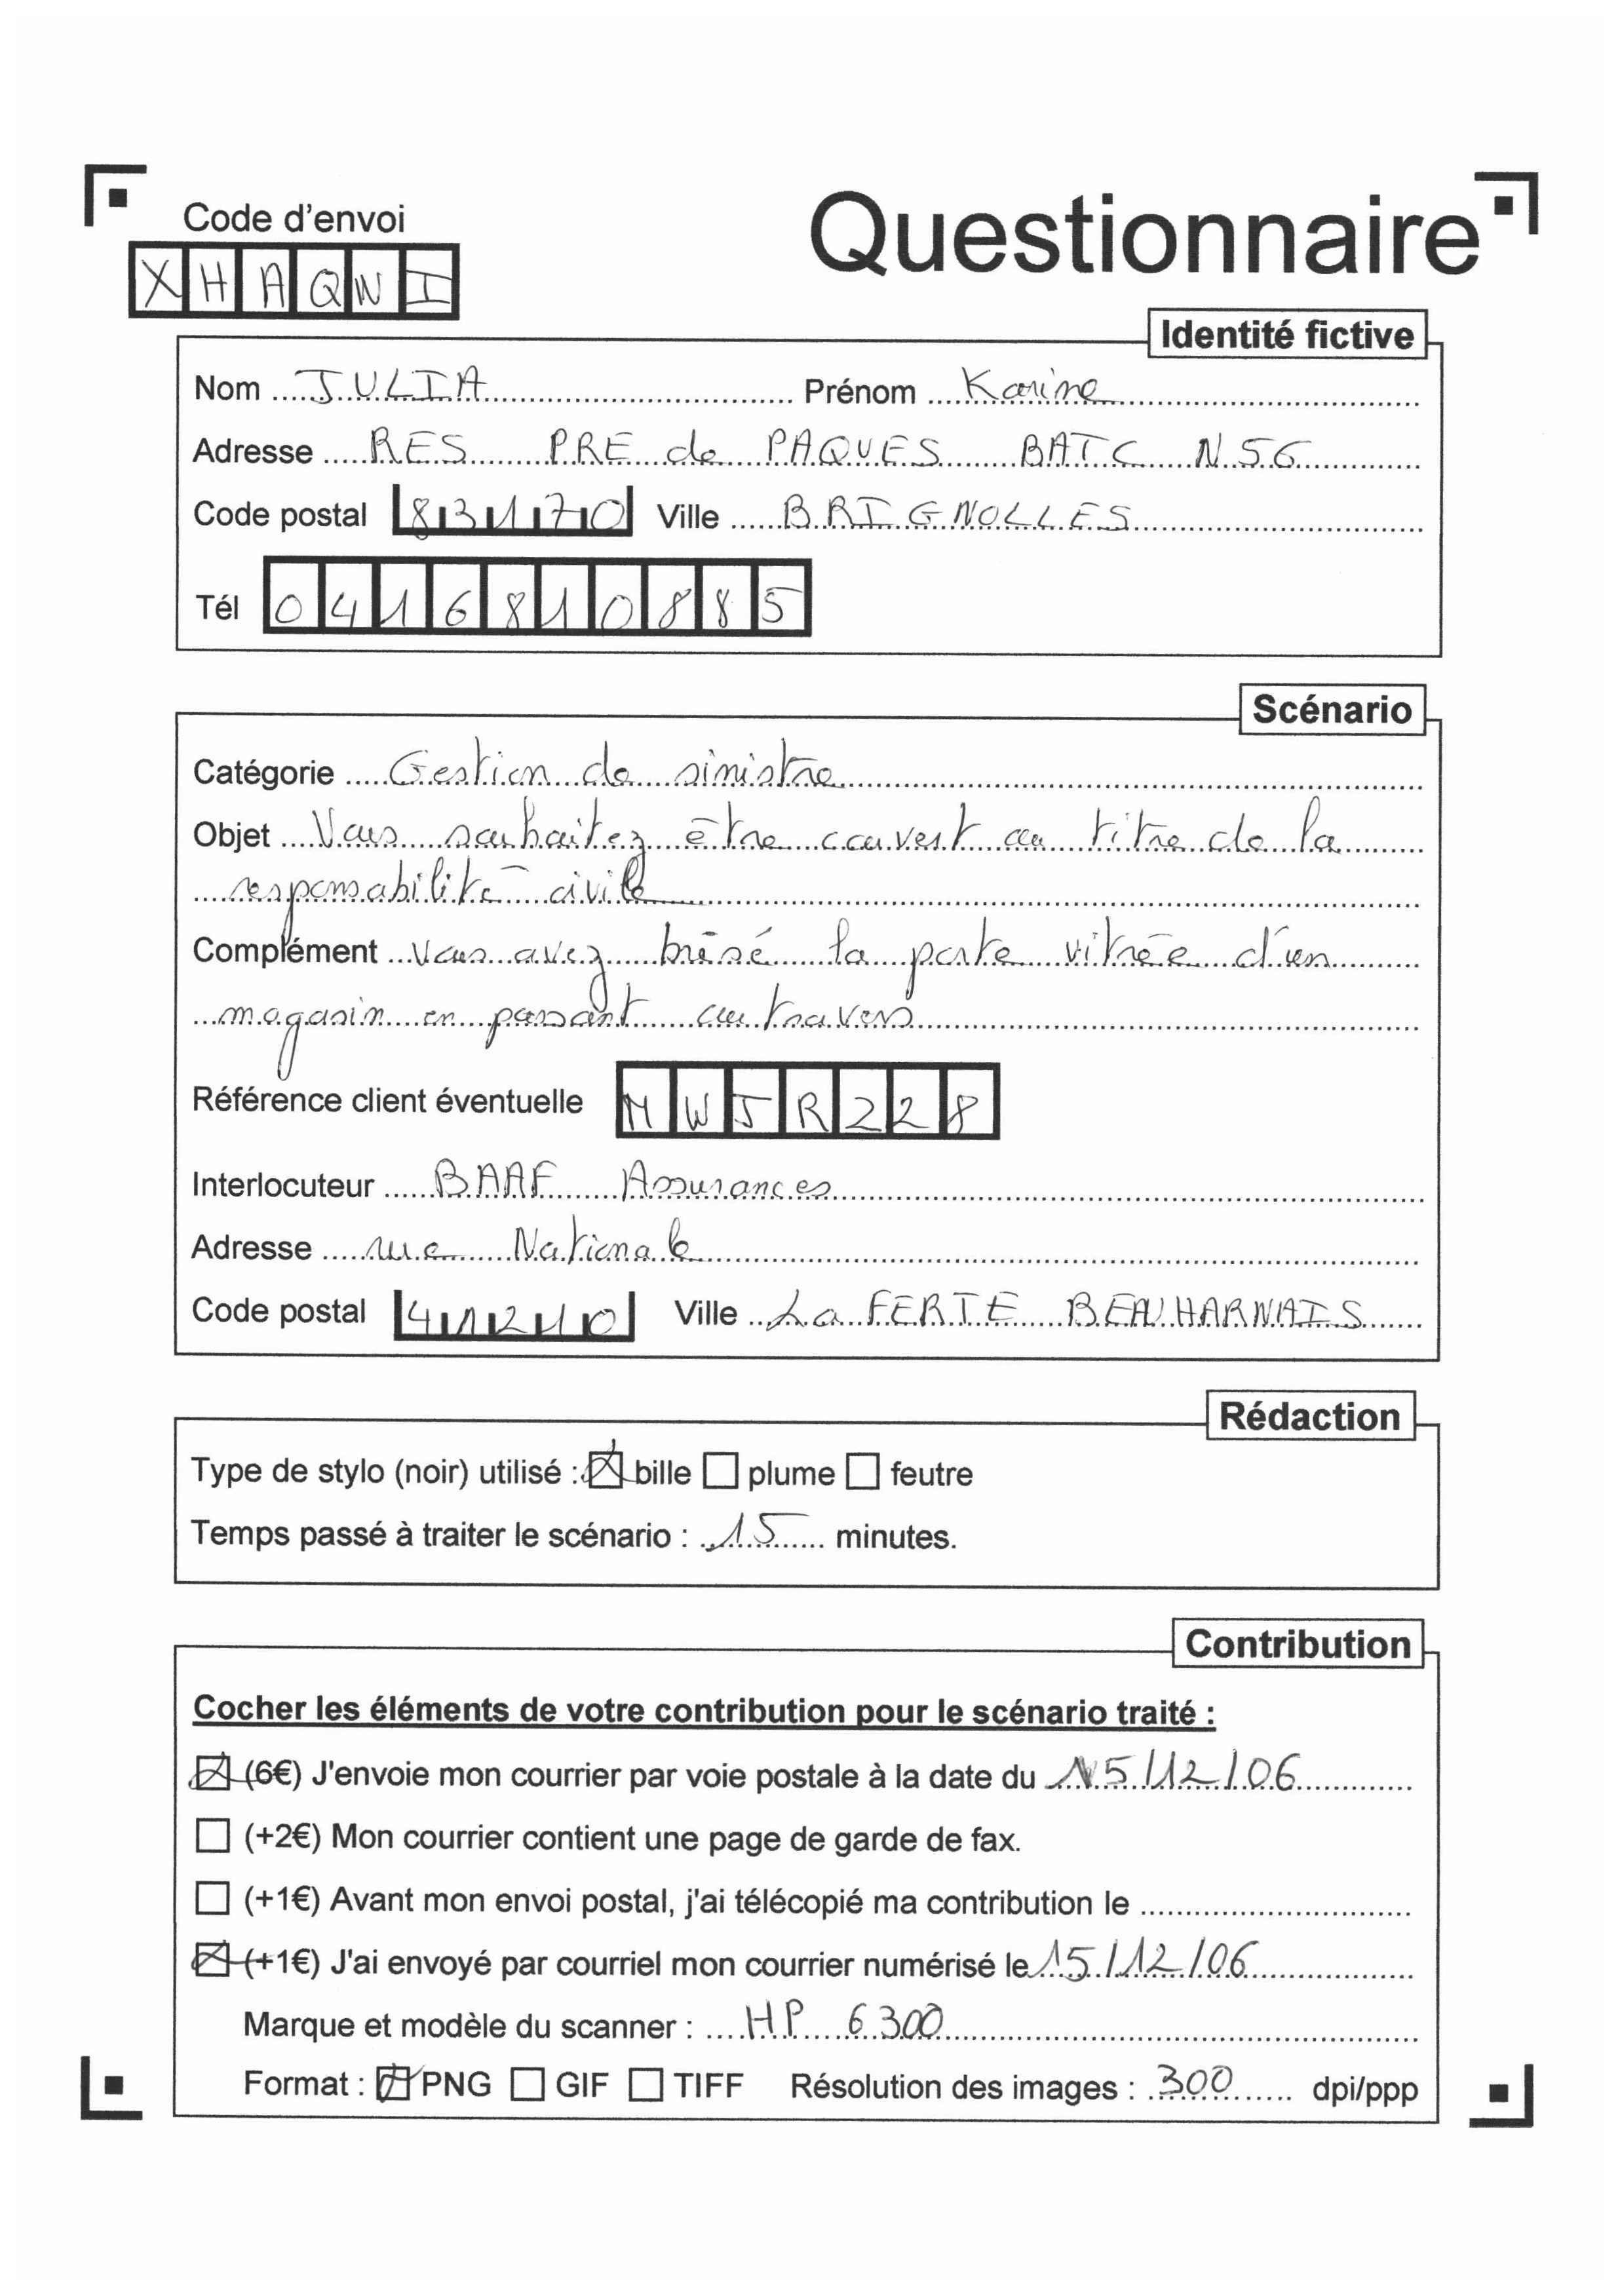 Code d'envoi
XHAQWI
Questionnaire
Identité fictive
Nom JULIA Prénom Karine
Adresse RES PRE de PAQUES BATC N56
Code postal 83170 Ville BRIGNOLLES
Tél 0416810885
Scénario
Catégorie Gestion de sinistre
Objet Vous souhaitez être couvert au titre de la
responsabilité civile
Complément Vous avez brisé la porte vitrée d'un
magasin en passant au travers
Référence client éventuelle MWJR228
Interlocuteur BAAF Assurances
Adresse rue Nationale
Code postal 41210 Ville La FERTE BEAUHARNAIS
Rédaction
Type de stylo (noir) utilisé : bille plume feutre
Temps passé à traiter le scénario : 15 minutes.
Contribution
Cocher les éléments de votre contribution pour le scénario traité :
(6€) J'envoie mon courrier par voie postale à la date du 15/12/06
(+2€) Mon courrier contient une page de garde de fax.
(+1€) Avant mon envoi postal, j'ai télécopié ma contribution le
(+1€) J'ai envoyé par courriel mon courrier numérisé le 15/12/06
Marque et modèle du scanner : HP 6300
Format : PNG GIF TIFF Résolution des images : 300 dpi/ppp